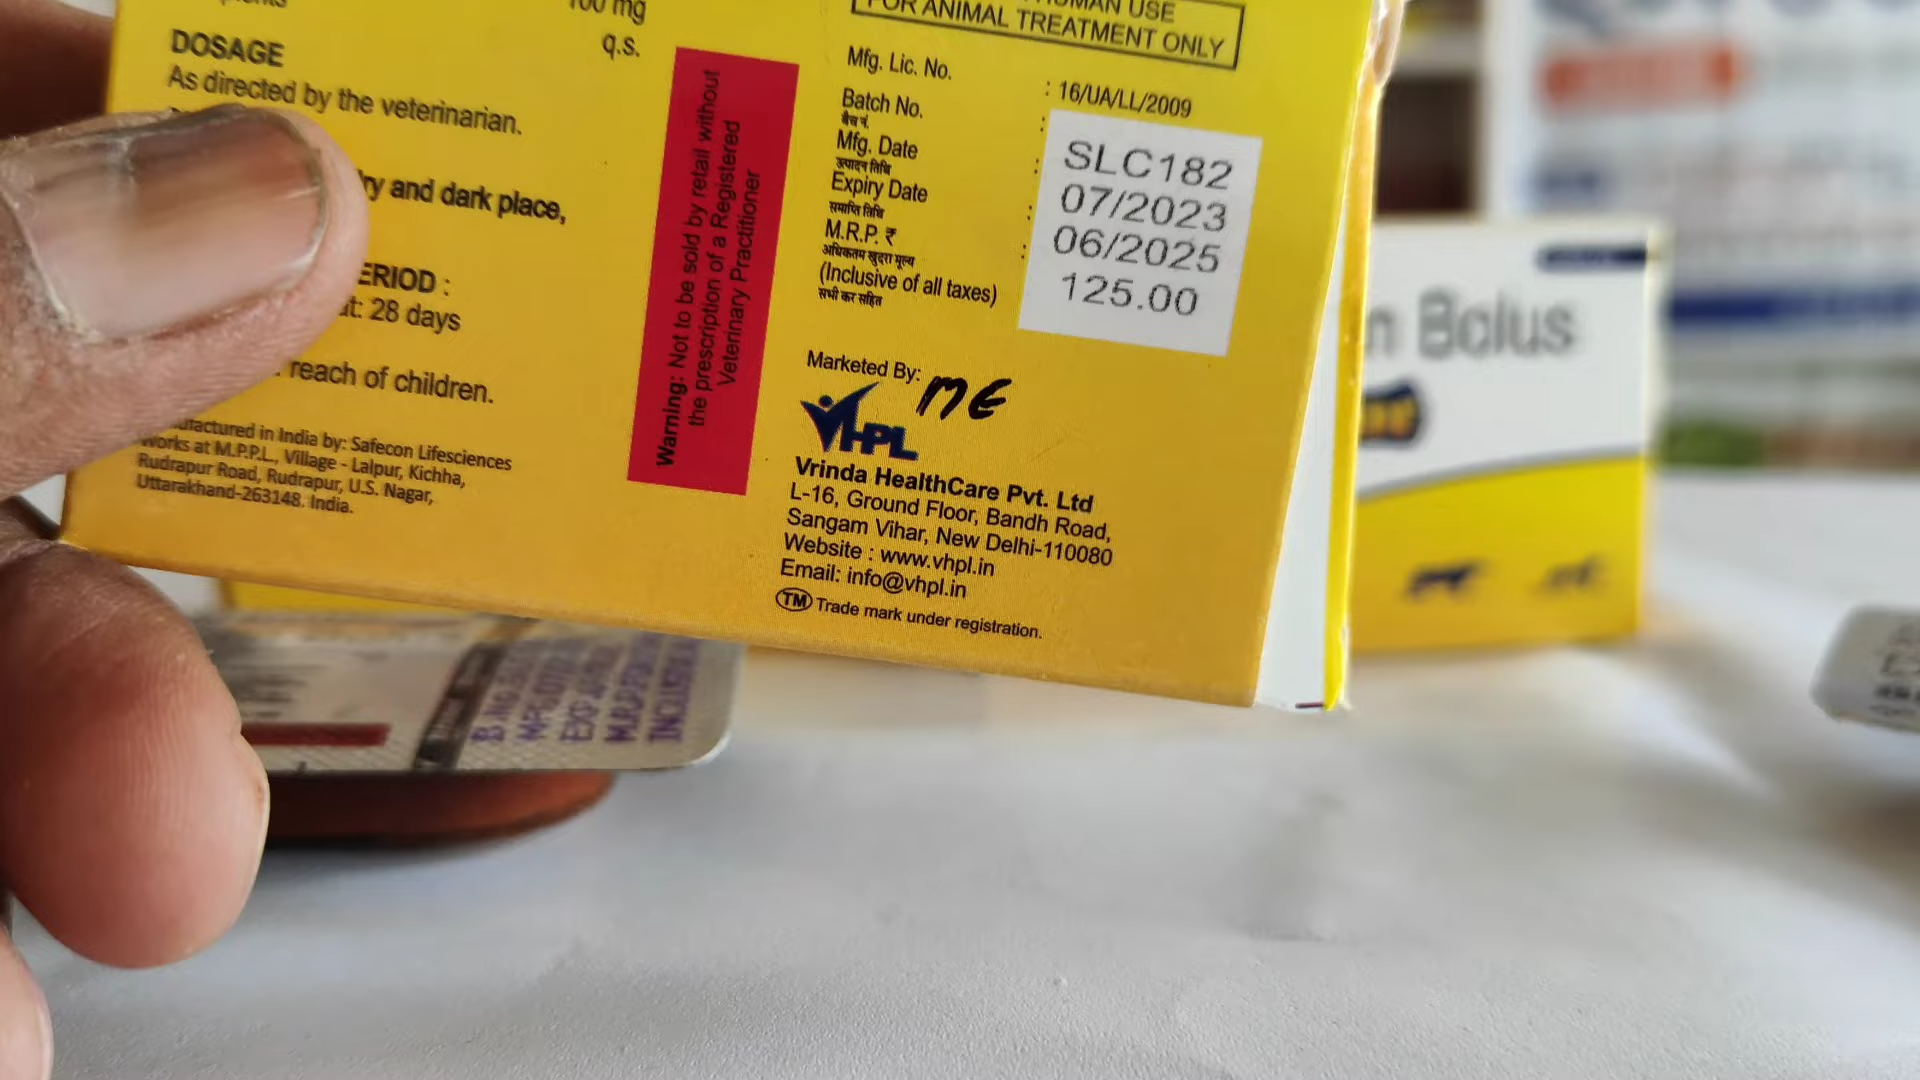 100 mg
q.s.
DOSAGE
As directed by the veterinarian.
ry and dark place,
ERIOD :
at: 28 days
reach of children.
ufactured in India by: Safecon Lifesciences
Works at M.P.P.L., Village - Lalpur, Kichha,
Rudrapur Road, Rudrapur, U.S. Nagar,
Uttarakhand-263148. India.
Warning: Not to be sold by retail without
the prescription of a Registered
Veterinary Practitioner
HUMAN USE
FOR ANIMAL TREATMENT ONLY
Mfg. Lic. No. : 16/UA/LL/2009
Batch No. : SLC182
बैच नं.
Mfg. Date : 07/2023
उत्पादन तिथि
Expiry Date : 06/2025
समाप्ति तिथि
M.R.P. ₹ : 125.00
अधिकतम खुदरा मूल्य
(Inclusive of all taxes)
सभी कर सहित
Marketed By: ME
VHPL
Vrinda HealthCare Pvt. Ltd
L-16, Ground Floor, Bandh Road,
Sangam Vihar, New Delhi-110080
Website : www.vhpl.in
Email: info@vhpl.in
TM Trade mark under registration.
n Bolus